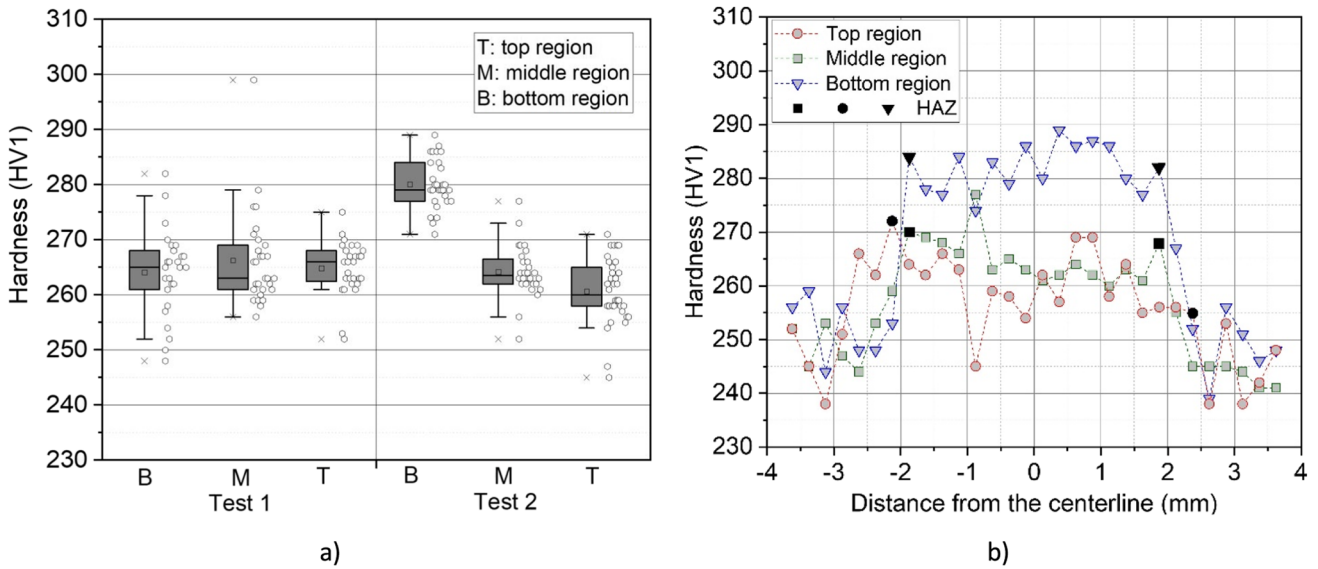 310
300
290
280
270
260
250
240
230
Hardness (HV1)
T: top region
M: middle region
B: bottom region
B M T B M T
Test 1 Test 2
a)
310
300
290
280
270
260
250
240
230
Hardness (HV1)
Top region
Middle region
Bottom region
HAZ
-4 -3 -2 -1 0 1 2 3 4
Distance from the centerline (mm)
b)